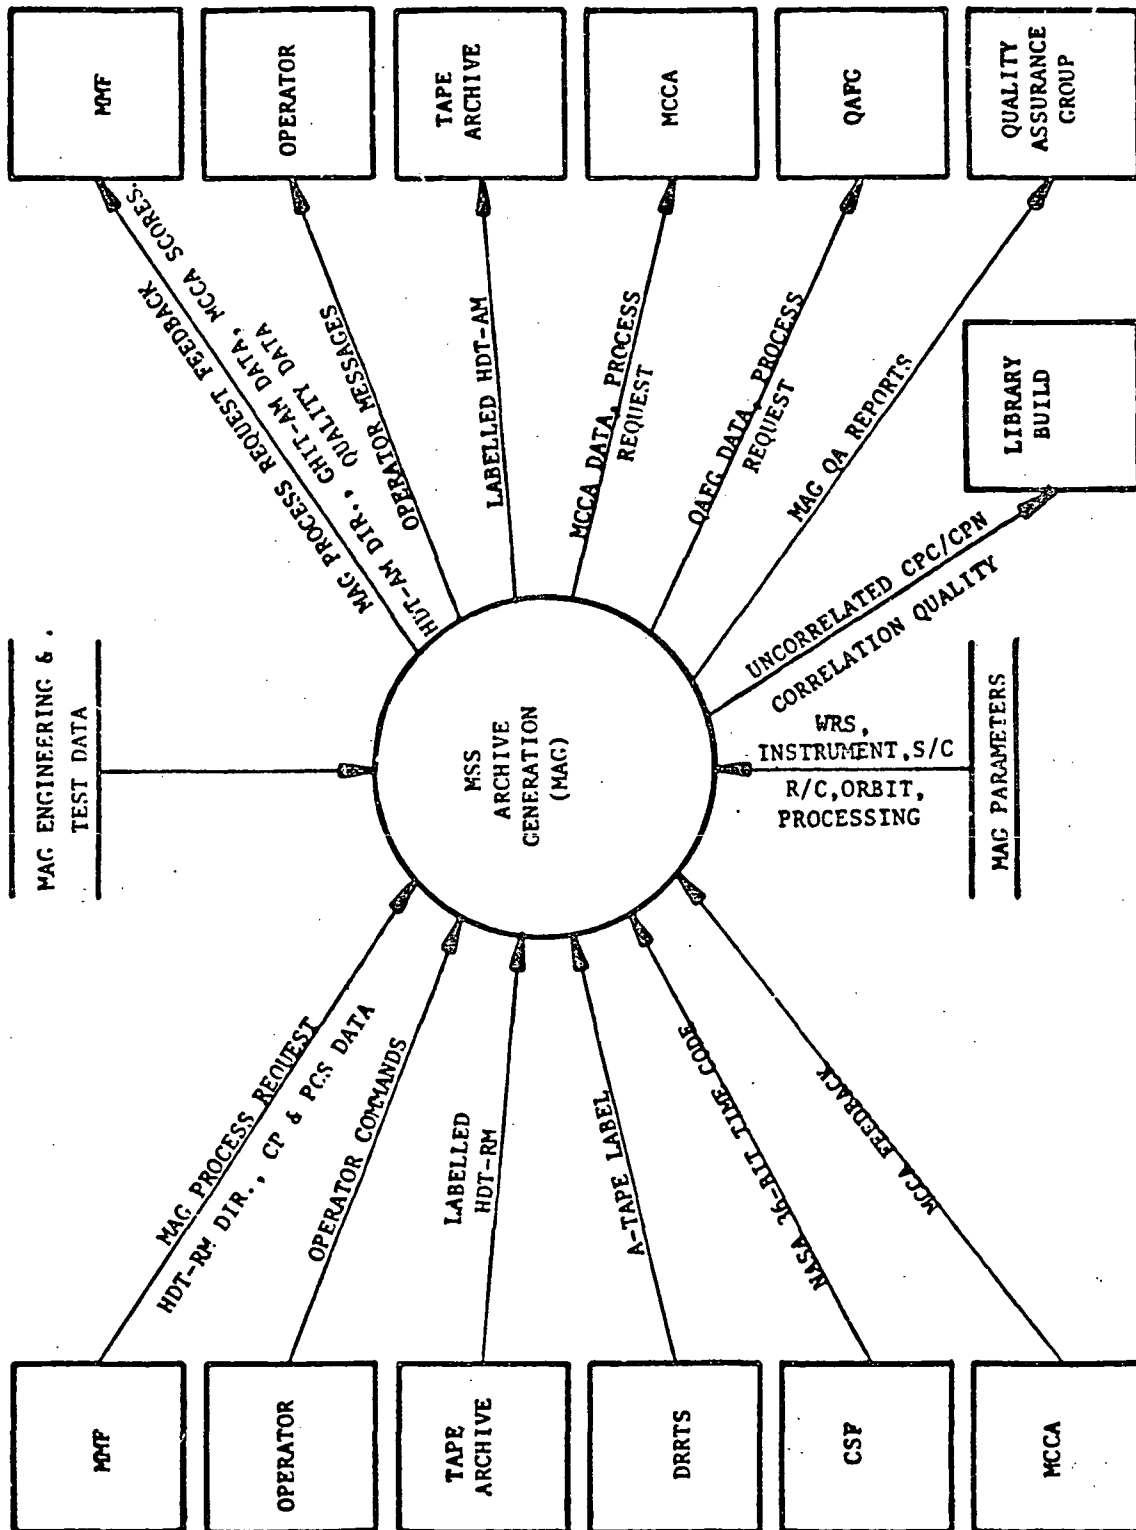 MAG ENGINEERING & .
TEST DATA
MMF
OPERATOR
TAPE
ARCHIVE
DRRTS
CSF
MCCA
MAG PROCESS REQUEST
HDT-RM DIR., CP & PCS DATA
OPERATOR COMMANDS
LABELLED
HDT-RM
A-TAPE LABEL
NASA 36-BIT TIME CODE
MCCA FEEDBACK
MSS
ARCHIVE
GENERATION
(MAG)
WRS,
INSTRUMENT,S/C
R/C,ORBIT,
PROCESSING
MAG PARAMETERS
MAG PROCESS REQUEST FEEDBACK
HDT-AM DIR., GHIT-AM DATA, MCCA SCORES.
QUALITY DATA
OPERATOR MESSAGES
LABELLED HDT-AM
MCCA DATA, PROCESS
REQUEST
QAFG DATA, PROCESS
REQUEST
MAG QA REPORTS
UNCORRELATED CPC/CPN
CORRELATION QUALITY
MMF
OPERATOR
TAPE
ARCHIVE
MCCA
QAFG
QUALITY
ASSURANCE
GROUP
LIBRARY
BUILD